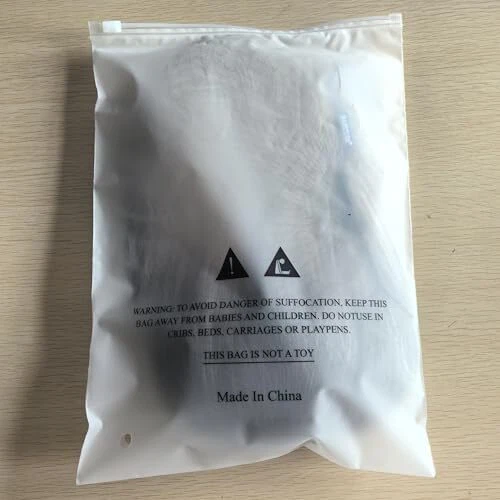 WARNING: TO AVOID DANGER OF SUFFOCATION, KEEP THIS
BAG AWAY FROM BABIES AND CHILDREN. DO NOTUSE IN
CRIBS, BEDS, CARRIAGES OR PLAYPENS.
THIS BAG IS NOT A TOY
Made In China